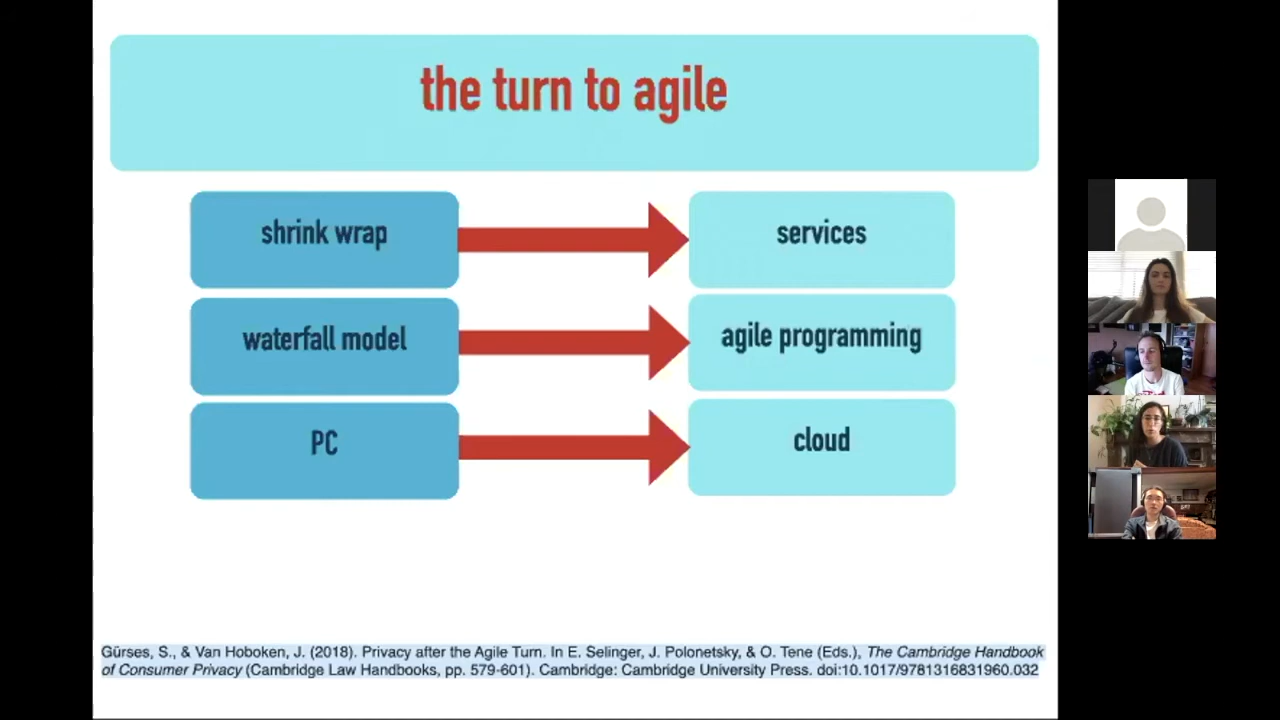 the turn to agile
shrink wrap
services
waterfall model
agile programming
PC
cloud
Gürses, S., & Van Hoboken, J. (2018). Privacy after the Agile Turn. In E. Selinger, J. Polonetsky, & O. Tene (Eds.), The Cambridge Handbook
of Consumer Privacy (Cambridge Law Handbooks, pp. 579-601). Cambridge: Cambridge University Press. doi:10.1017/9781316831960.032